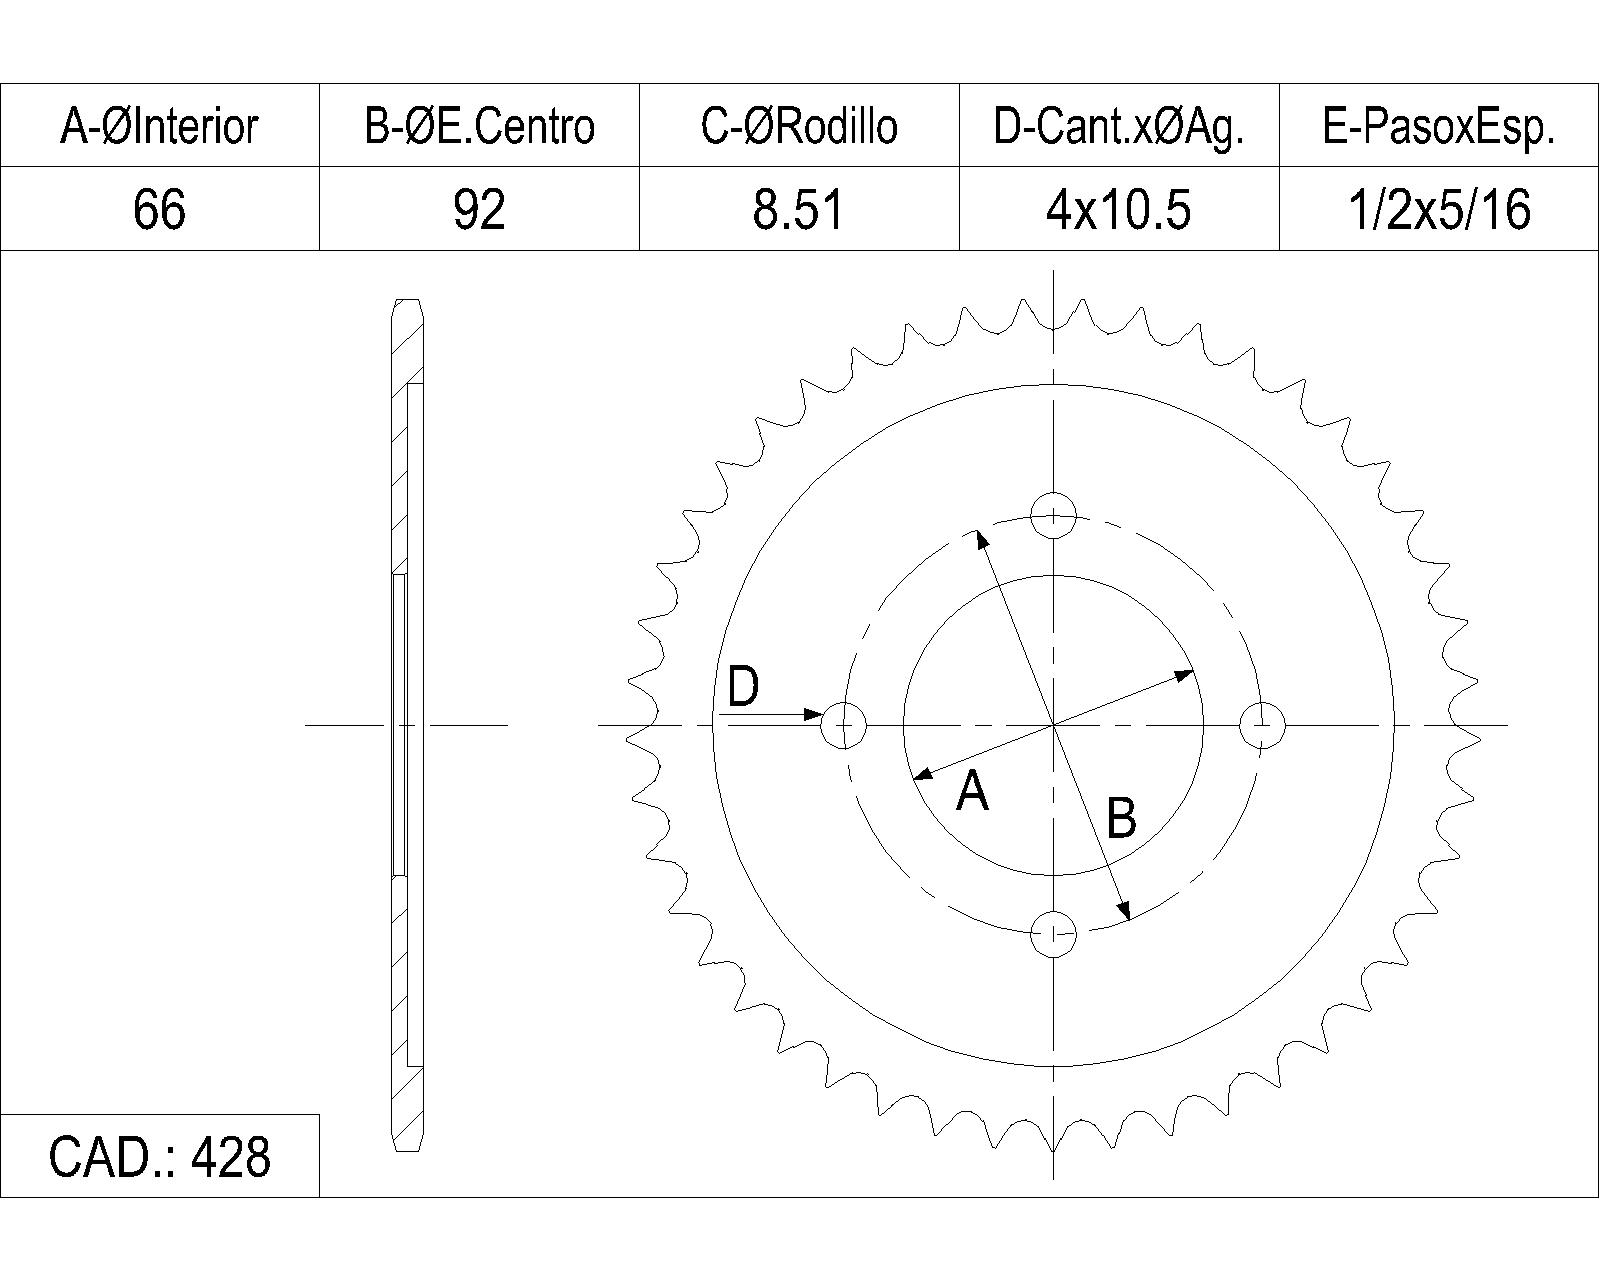 A-ØInterior B-ØE.Centro C-ØRodillo D-Cant.xØAg. E-PasoxEsp.
66 92 8.51 4x10.5 1/2x5/16
D
A
B
CAD.: 428